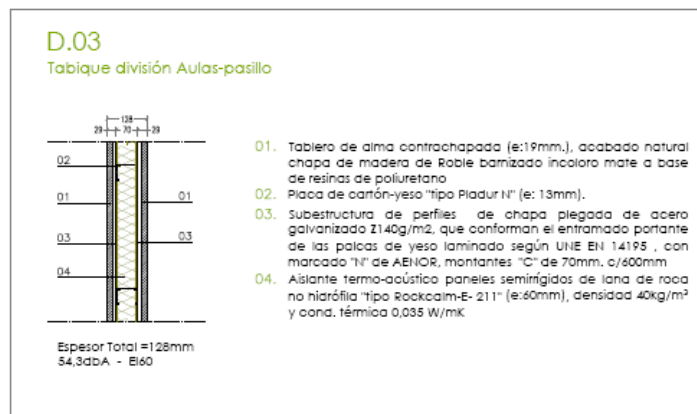 D.03
Tabique división Aulas-pasillo
128
29 70 29
02
01
01
03
03
04
Espesor Total =128mm
54,3dbA - EI60
01. Tablero de alma contrachapada (e:19mm.), acabado natural
chapa de madera de Roble barnizado incoloro mate a base
de resinas de poliuretano
02. Placa de cartón-yeso "tipo Pladur N" (e: 13mm).
03. Subestructura de perfiles de chapa plegada de acero
galvanizado Z140g/m2, que conforman el entramado portante
de las palcas de yeso laminado según UNE EN 14195 , con
marcado "N" de AENOR, montantes "C" de 70mm. c/600mm
04. Aislante termo-acústico paneles semirrígidos de lana de roca
no hidrófila "tipo Rockcalm-E- 211" (e:60mm), densidad 40kg/m³
y cond. térmica 0,035 W/mK